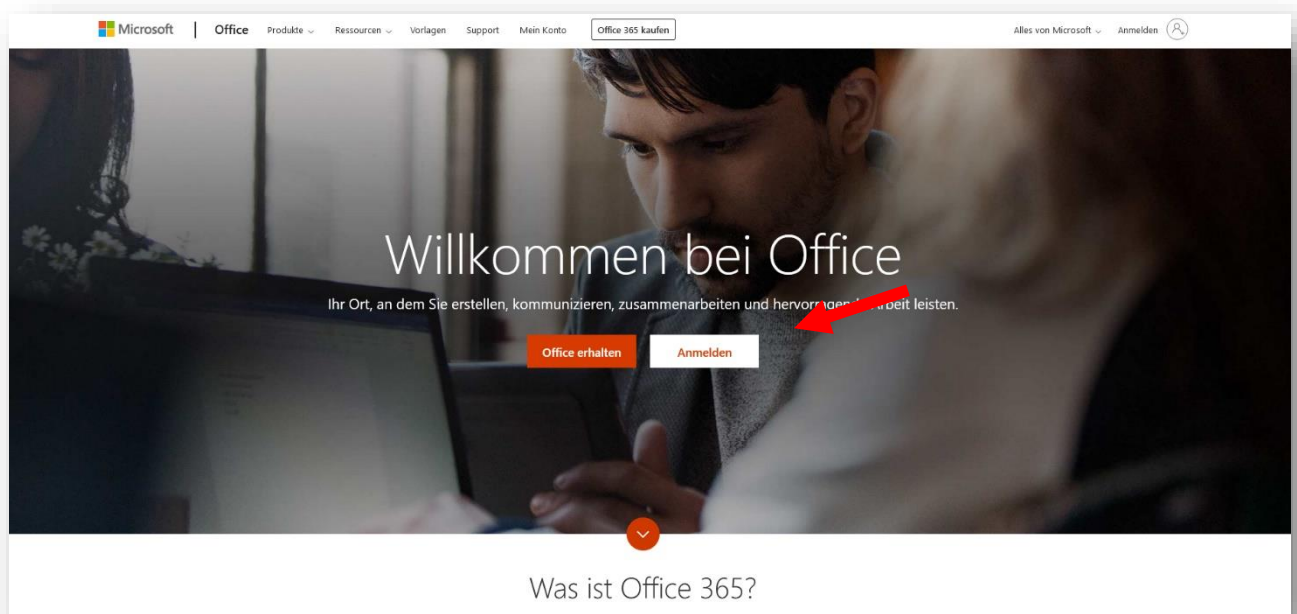 Microsoft Office Produkte Ressourcen Vorlagen Support Mein Konto Office 365 kaufen Alles von Microsoft Anmelden
Willkommen bei Office
Ihr Ort, an dem Sie erstellen, kommunizieren, zusammenarbeiten und leisten.
Office erhalten Anmelden
Was ist Office 365?